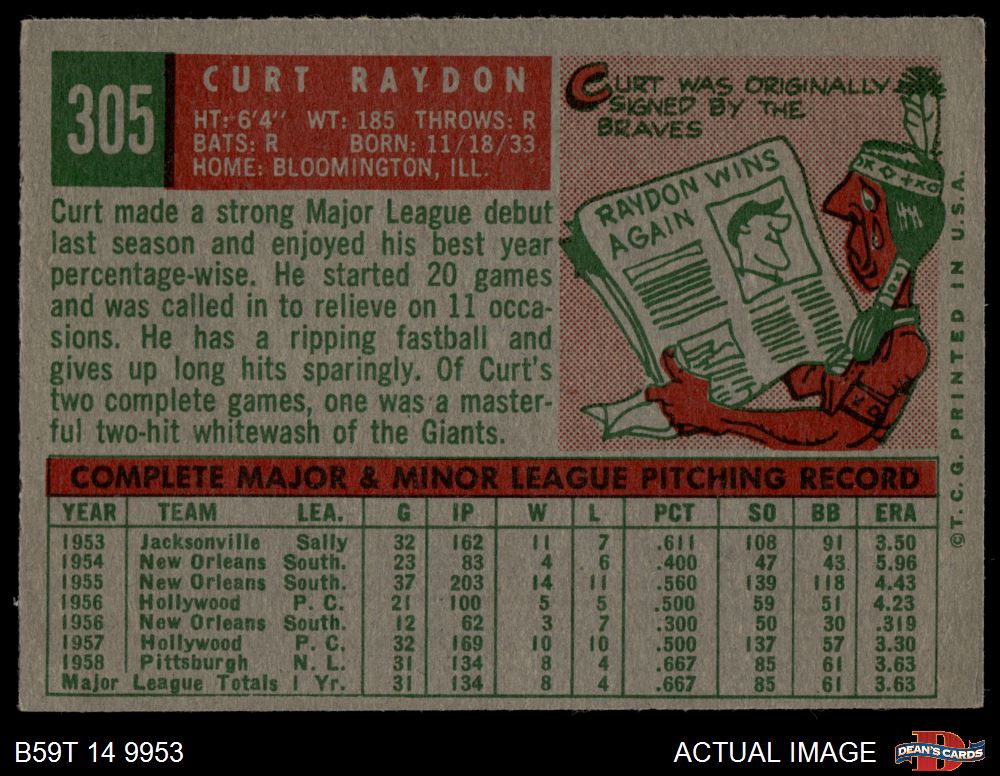 305
CURT RAYDON
HT: 6'4" WT: 185 THROWS: R
BATS: R BORN: 11/18/33
HOME: BLOOMINGTON, ILL.
CURT WAS ORIGINALLY
SIGNED BY THE
BRAVES
RAYDON WINS
AGAIN
Curt made a strong Major League debut
last season and enjoyed his best year
percentage-wise. He started 20 games
and was called in to relieve on 11 occa-
sions. He has a ripping fastball and
gives up long hits sparingly. Of Curt's
two complete games, one was a master-
ful two-hit whitewash of the Giants.
©T. C. G. PRINTED IN U.S.A.
COMPLETE MAJOR & MINOR LEAGUE PITCHING RECORD
YEAR TEAM LEA. G IP W L PCT SO BB ERA
1953 Jacksonville Sally 32 162 11 7 .611 108 91 3.50
1954 New Orleans South. 23 83 4 6 .400 47 43 5.96
1955 New Orleans South. 37 203 14 11 .560 139 118 4.43
1956 Hollywood P. C. 21 100 5 5 .500 59 51 4.23
1956 New Orleans South. 12 62 3 7 .300 50 30 .319
1957 Hollywood P. C. 32 169 10 10 .500 137 57 3.30
1958 Pittsburgh N. L. 31 134 8 4 .667 85 61 3.63
Major League Totals 1 Yr. 31 134 8 4 .667 85 61 3.63
B59T 14 9953
ACTUAL IMAGE
DEAN'S CARDS